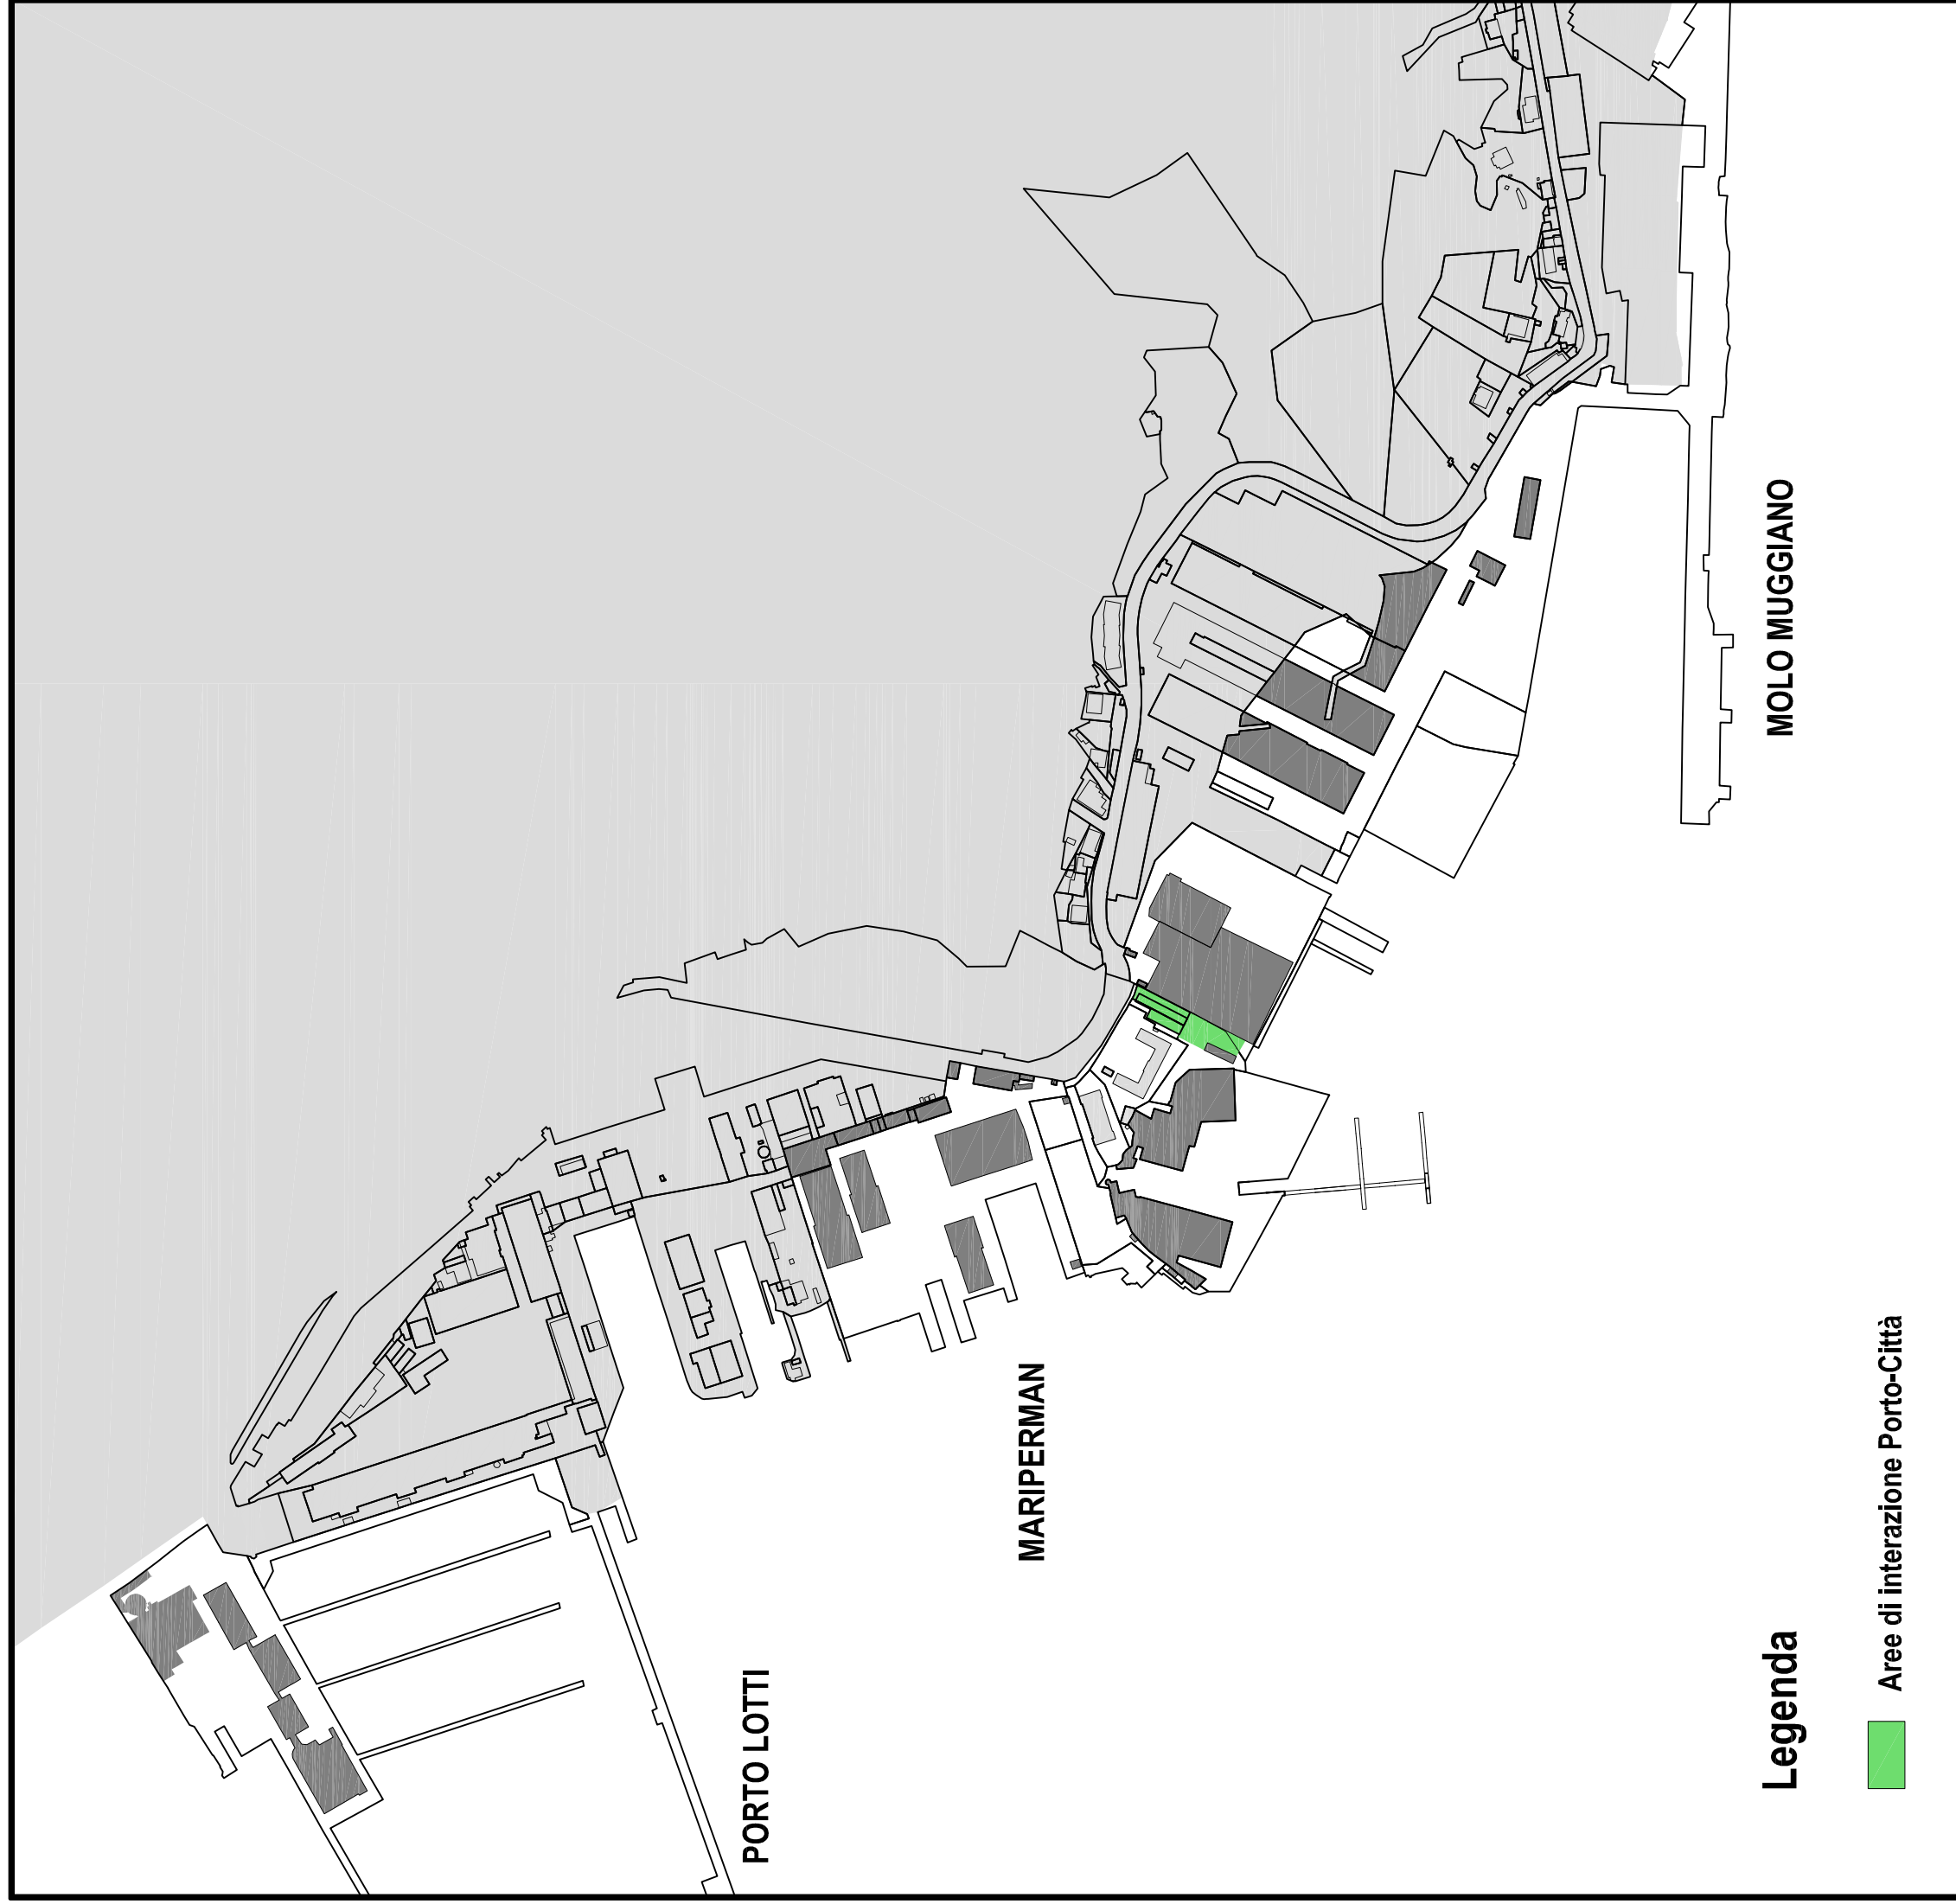 PORTO LOTTI
MARIPERMAN
MOLO MUGGIANO
Legenda
Aree di interazione Porto-Città